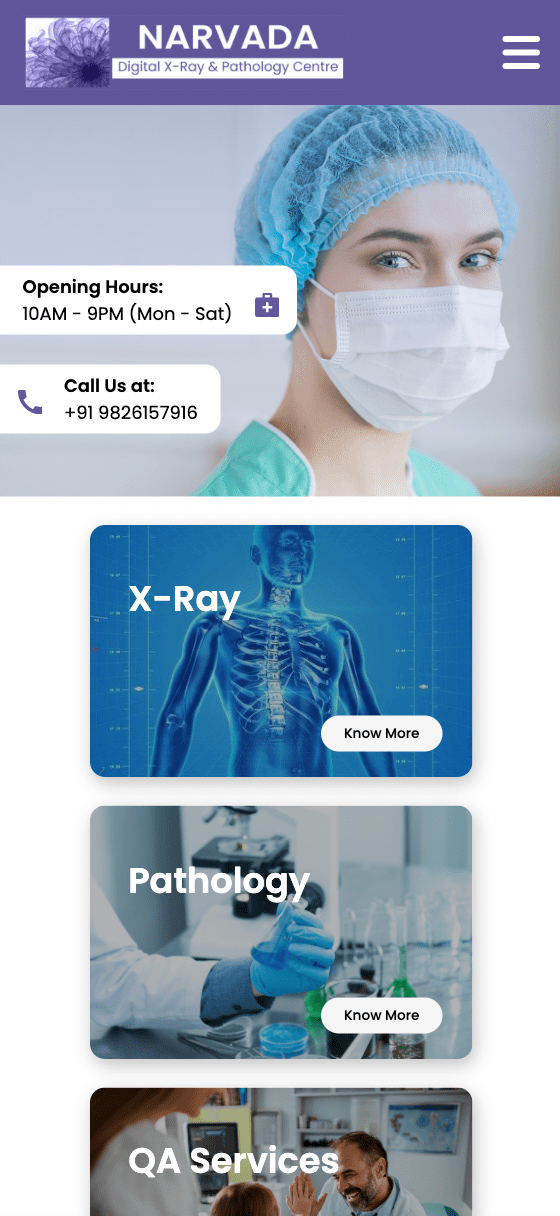 NARVADA
Digital X-Ray & Pathology Centre
Opening Hours:
10AM - 9PM (Mon - Sat)
Call Us at:
+91 9826157916
X-Ray
Know More
Pathology
Know More
QA Services